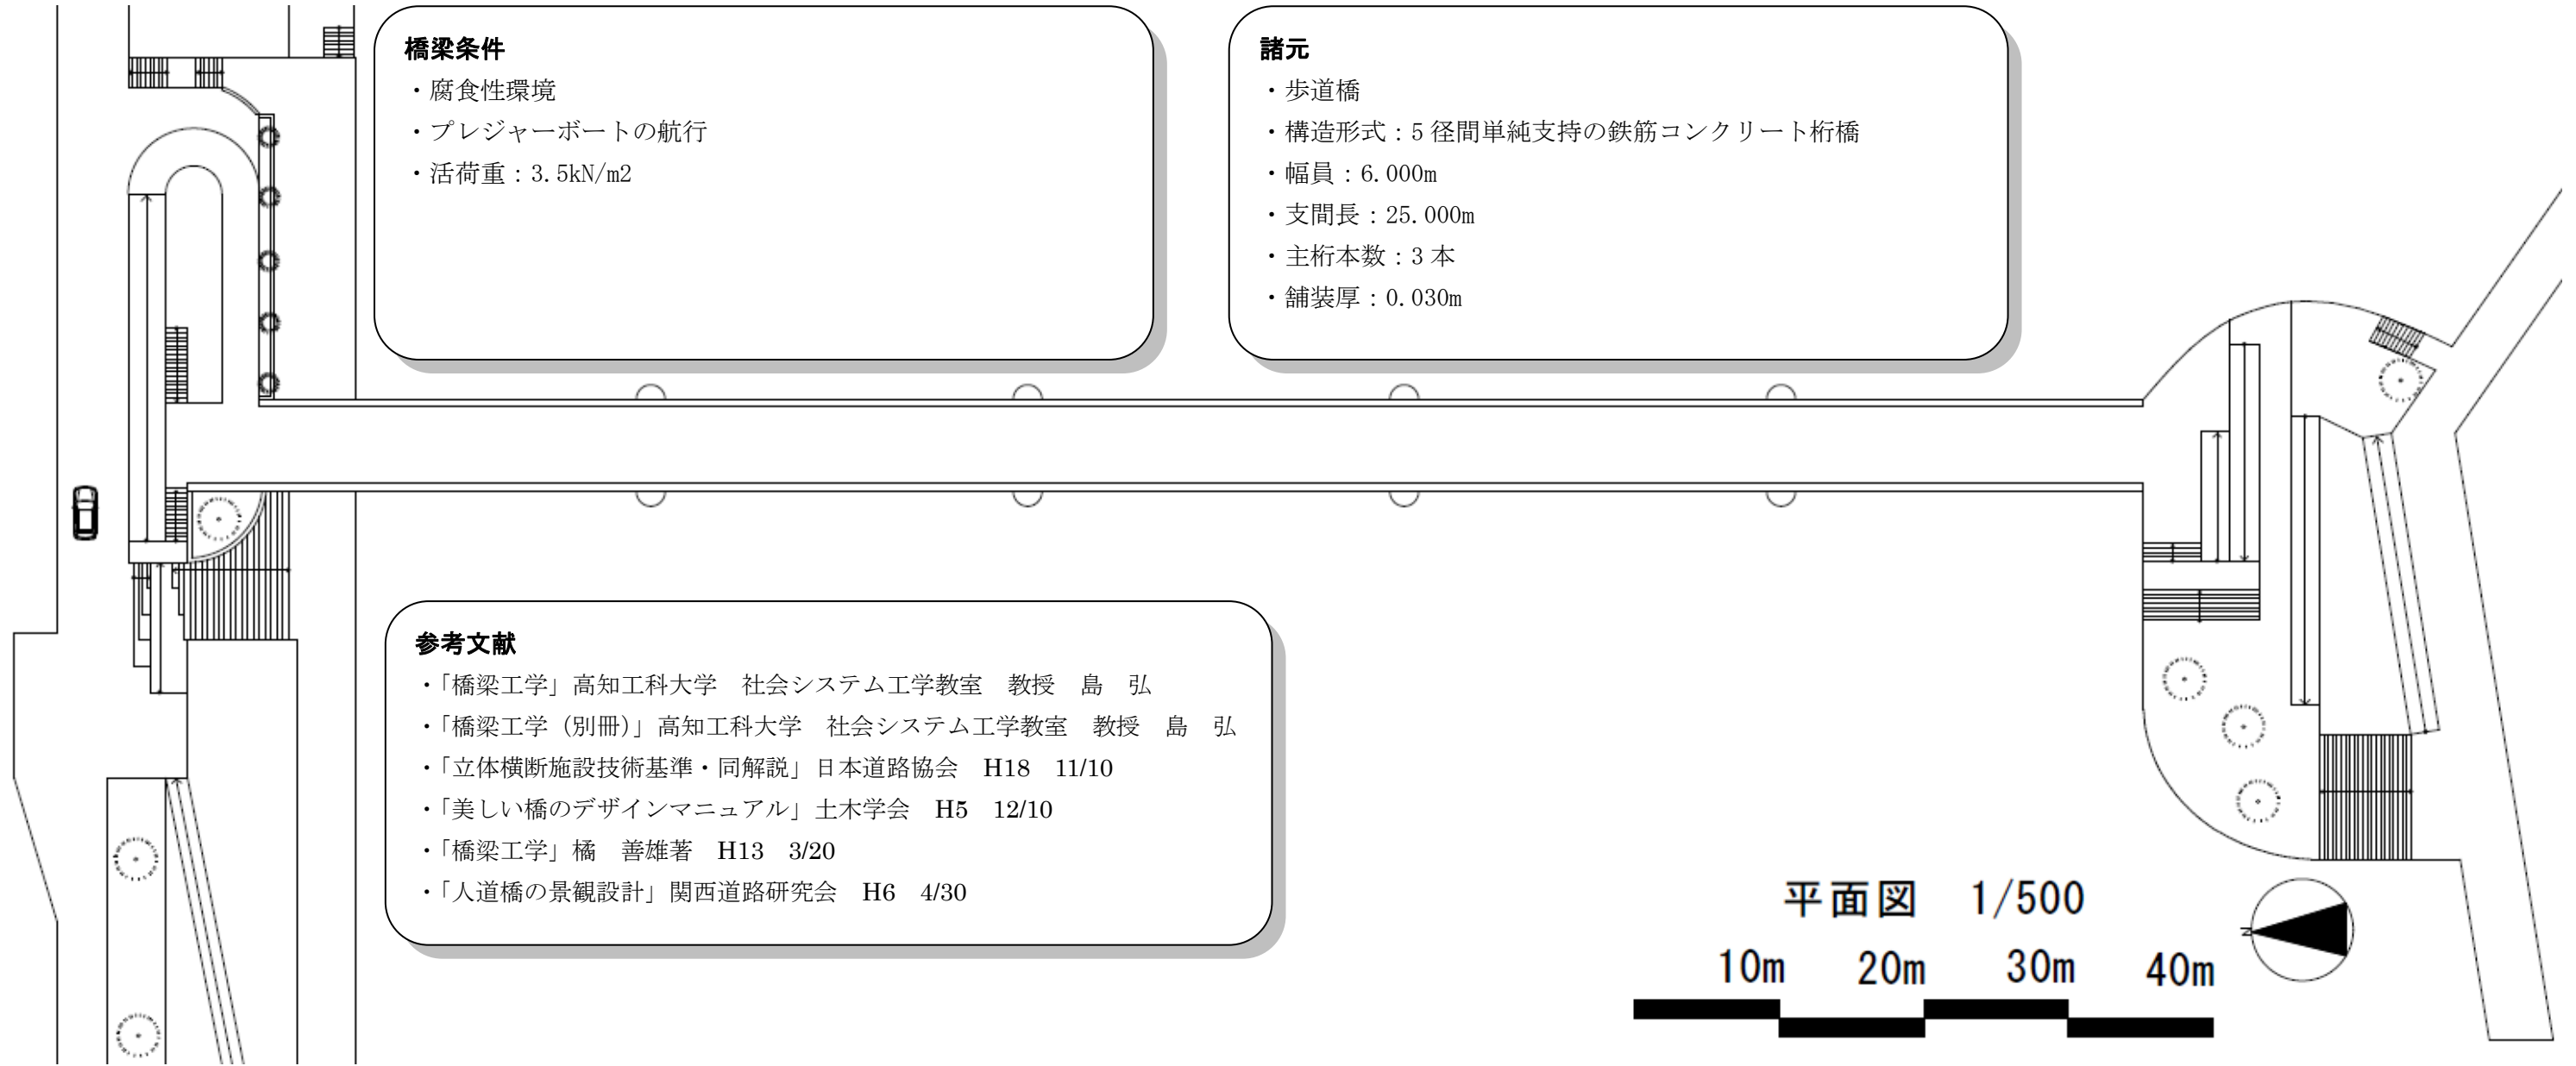 橋梁条件
・腐食性環境
・プレジャーボートの航行
・活荷重：3.5kN/m2
諸元
・歩道橋
・構造形式：5径間単純支持の鉄筋コンクリート桁橋
・幅員：6.000m
・支間長：25.000m
・主桁本数：3本
・舗装厚：0.030m
参考文献
・「橋梁工学」高知工科大学　社会システム工学教室　教授　島　弘
・「橋梁工学（別冊）」高知工科大学　社会システム工学教室　教授　島　弘
・「立体横断施設技術基準・同解説」日本道路協会　H18　11/10
・「美しい橋のデザインマニュアル」土木学会　H5　12/10
・「橋梁工学」橘　善雄著　H13　3/20
・「人道橋の景観設計」関西道路研究会　H6　4/30
平面図　1/500
10m　20m　30m　40m
N